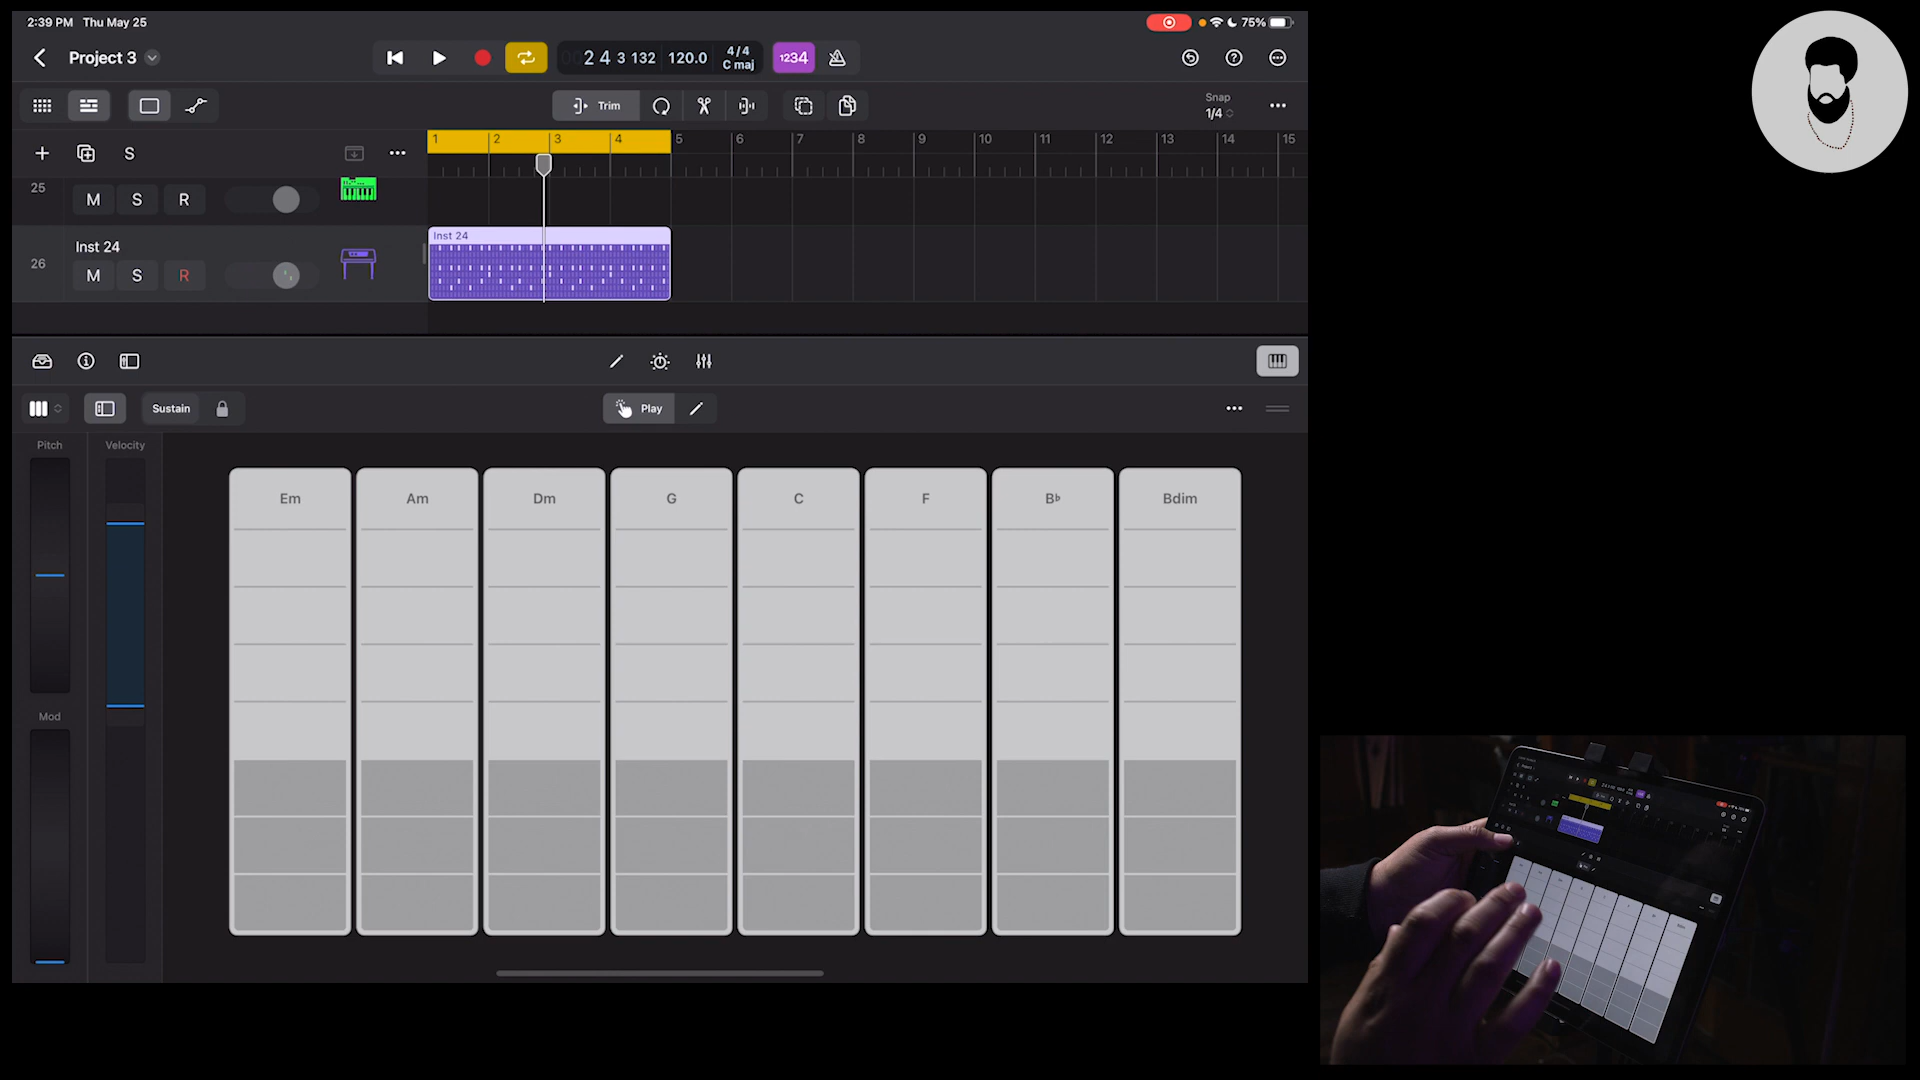 2:39 PM Thu May 25
75%
Project 3
2 4 3 132
120.0
4/4
C maj
1234
Trim
Snap
1/4
S
1 2 3 4 5 6 7 8 9 10 11 12 13 14 15
25
M S R
Inst 24
26
M S R
Inst 24
Sustain
Play
Pitch
Velocity
Mod
Em Am Dm G C F B♭ Bdim